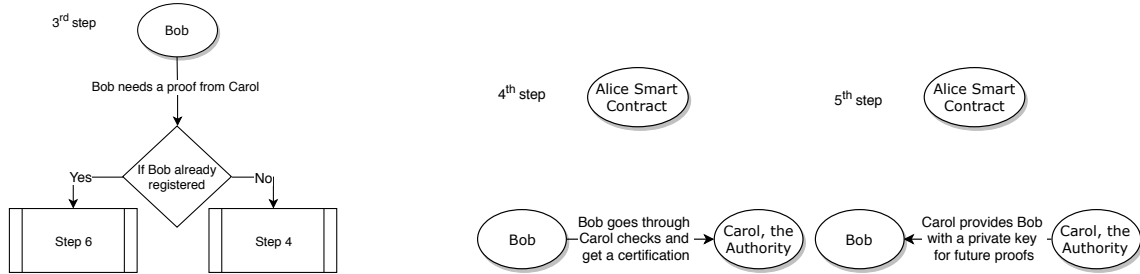 3rd step
Bob
Bob needs a proof from Carol
If Bob already
registered
Yes
No
Step 6
Step 4
4th step
Alice Smart
Contract
Bob
Bob goes through
Carol checks and
get a certification
Carol, the
Authority
5th step
Alice Smart
Contract
Bob
Carol provides Bob
with a private key
for future proofs
Carol, the
Authority